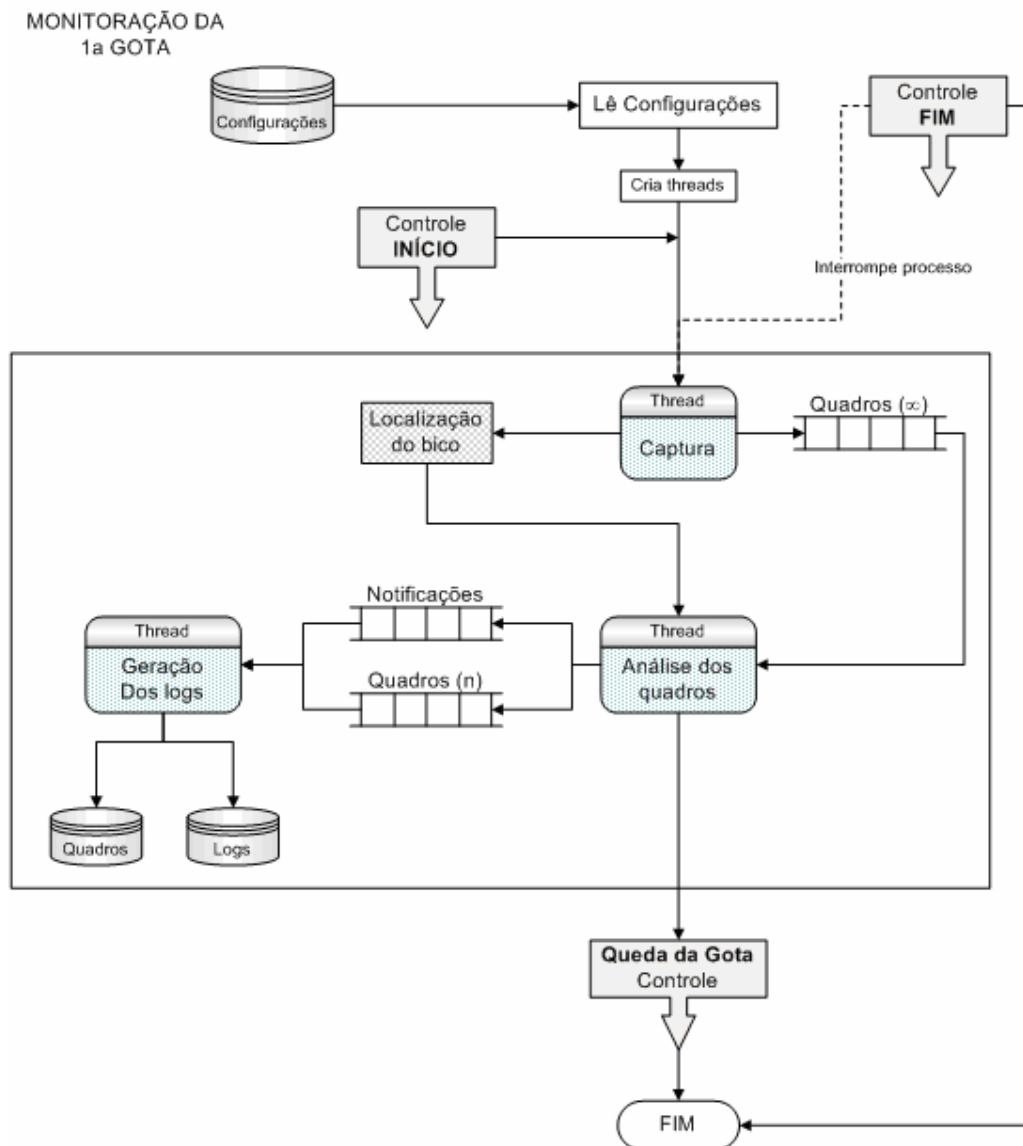 MONITORAÇÃO DA
1a GOTA
Configurações
Lê Configurações
Controle
FIM
Cria threads
Controle
INÍCIO
Interrompe processo
Thread
Captura
Quadros (∞)
Localização
do bico
Notificações
Thread
Geração
Dos logs
Quadros (n)
Thread
Análise dos
quadros
Quadros
Logs
Queda da Gota
Controle
FIM